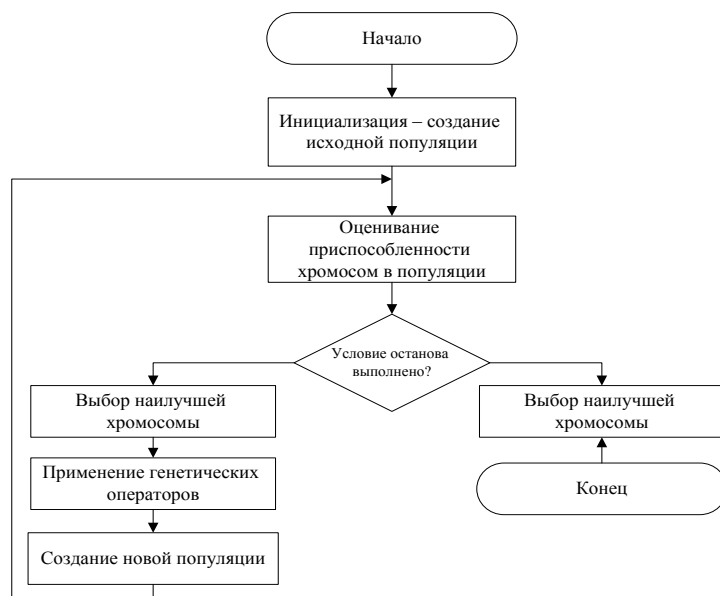 Начало
Инициализация – создание
исходной популяции
Оценивание
приспособленности
хромосом в популяции
Условие останова
выполнено?
Выбор наилучшей
хромосомы
Применение генетических
операторов
Создание новой популяции
Выбор наилучшей
хромосомы
Конец